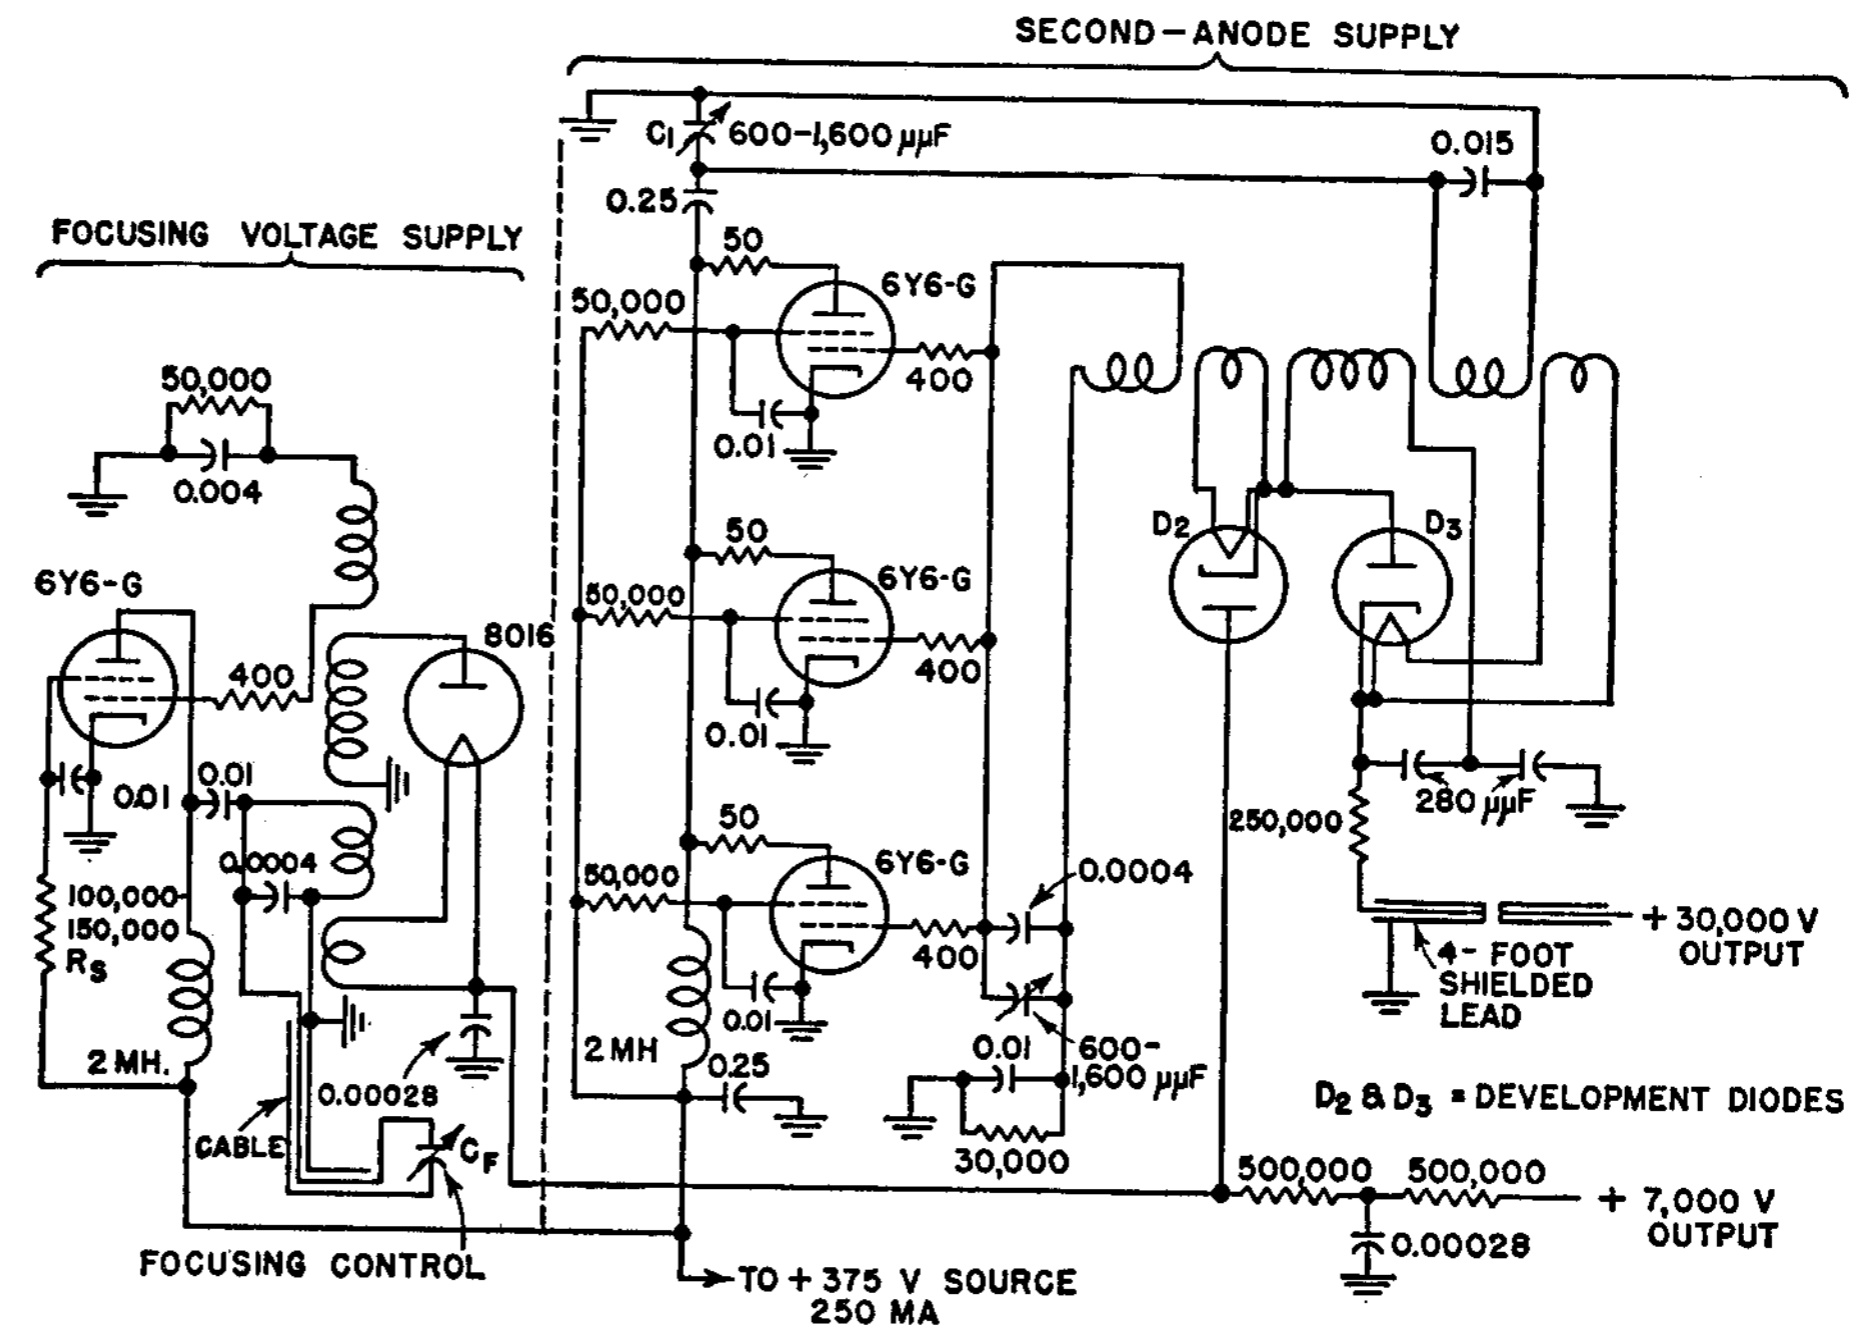 SECOND-ANODE SUPPLY
C1 600-1,600 µµF
0.015
0.25
FOCUSING VOLTAGE SUPPLY
50
6Y6-G
50,000
400
0.01
50,000
0.004
D2
D3
50
6Y6-G
50,000
400
0.01
6Y6-G
8016
400
0.01
0.01
280 µµF
250,000
50
6Y6-G
50,000
0.0004
400
0.01
0.0004
100,000
150,000
RS
2 MH.
+ 30,000 V
OUTPUT
4-FOOT
SHIELDED
LEAD
2 MH
0.25
0.01
600-
1,600 µµF
30,000
0.00028
CABLE
CF
D2 & D3 = DEVELOPMENT DIODES
500,000
500,000
+ 7,000 V
OUTPUT
0.00028
FOCUSING CONTROL
TO + 375 V SOURCE
250 MA